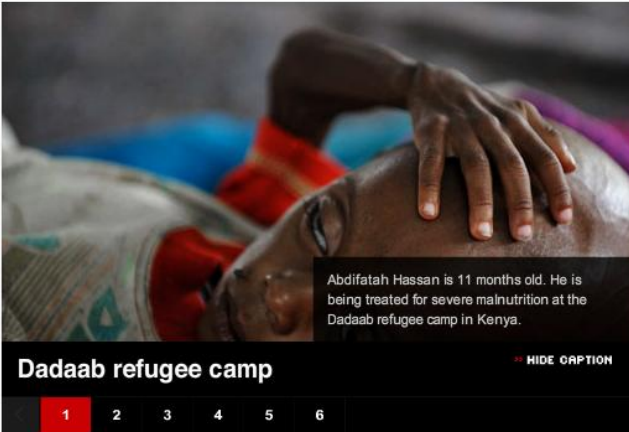 Abdifatah Hassan is 11 months old. He is
being treated for severe malnutrition at the
Dadaab refugee camp in Kenya.
Dadaab refugee camp
» HIDE CAPTION
1 2 3 4 5 6